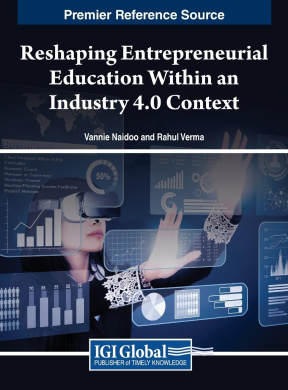 Premier Reference Source
Reshaping Entrepreneurial
Education Within an
Industry 4.0 Context
Vannie Naidoo and Rahul Verma
59%
IGI Global
PUBLISHER of TIMELY KNOWLEDGE